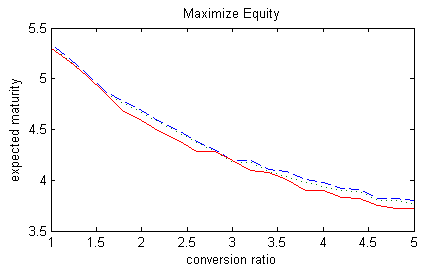 Maximize Equity
5.5
5
4.5
4
3.5
expected maturity
1 1.5 2 2.5 3 3.5 4 4.5 5
conversion ratio